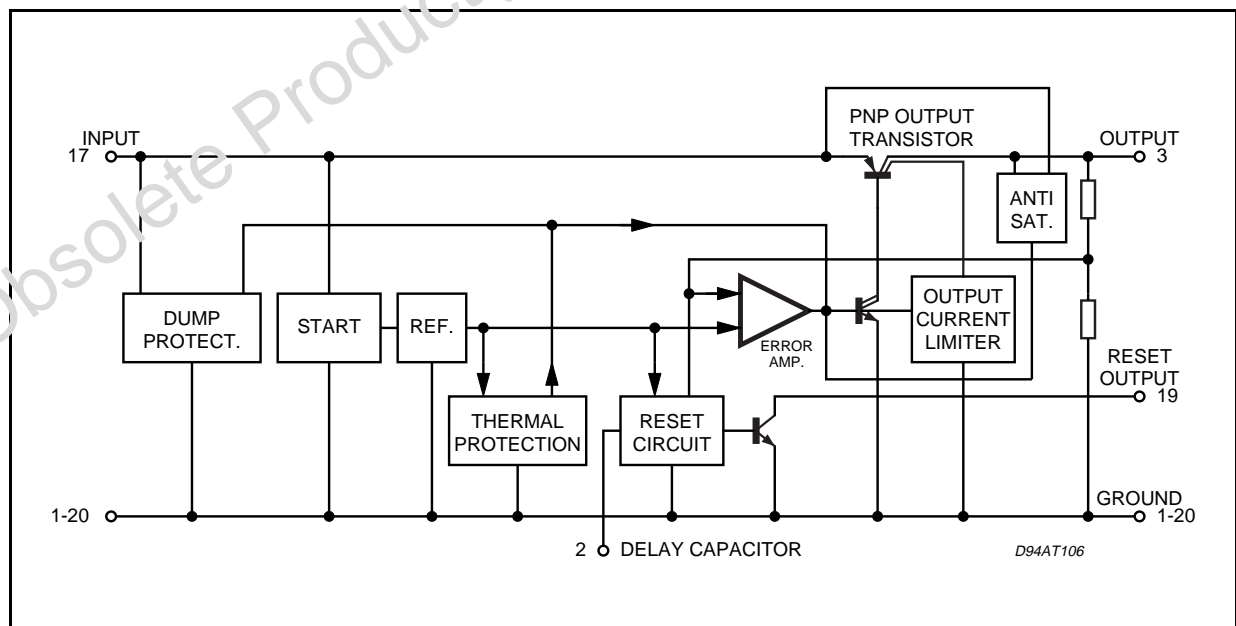 Obsolete Product
INPUT
17
PNP OUTPUT
TRANSISTOR
OUTPUT
3
ANTI
SAT.
DUMP
PROTECT.
START
REF.
ERROR
AMP.
OUTPUT
CURRENT
LIMITER
RESET
OUTPUT
19
THERMAL
PROTECTION
RESET
CIRCUIT
1-20
GROUND
1-20
2
DELAY CAPACITOR
D94AT106